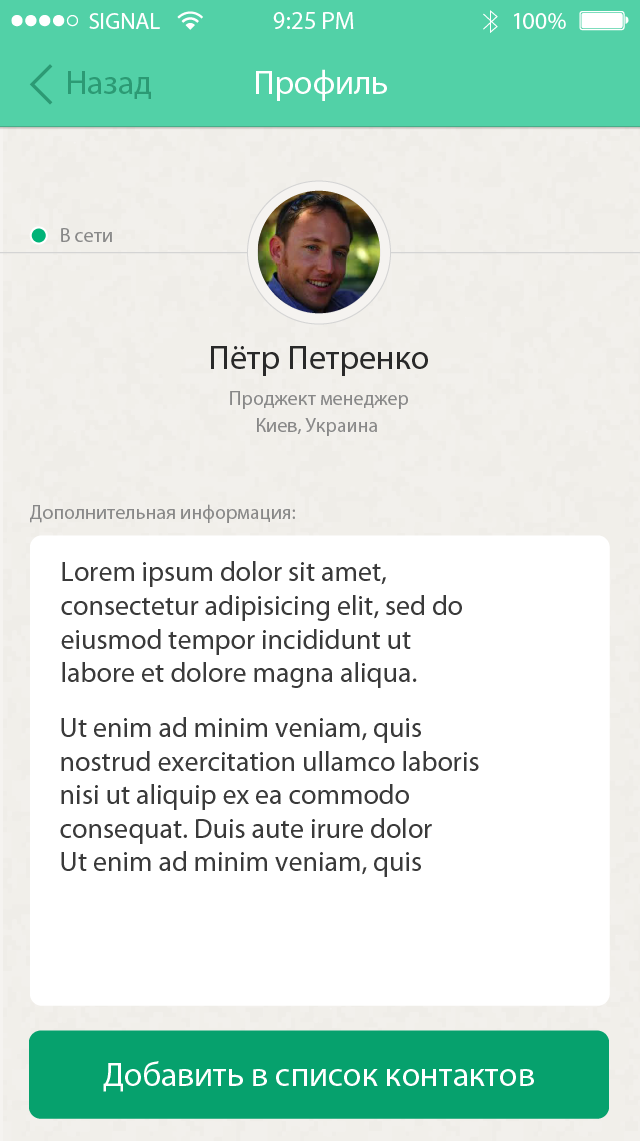 SIGNAL 9:25 PM 100%
Назад Профиль
В сети
Пётр Петренко
Проджект менеджер
Киев, Украина
Дополнительная информация:
Lorem ipsum dolor sit amet,
consectetur adipisicing elit, sed do
eiusmod tempor incididunt ut
labore et dolore magna aliqua.
Ut enim ad minim veniam, quis
nostrud exercitation ullamco laboris
nisi ut aliquip ex ea commodo
consequat. Duis aute irure dolor
Ut enim ad minim veniam, quis
Добавить в список контактов